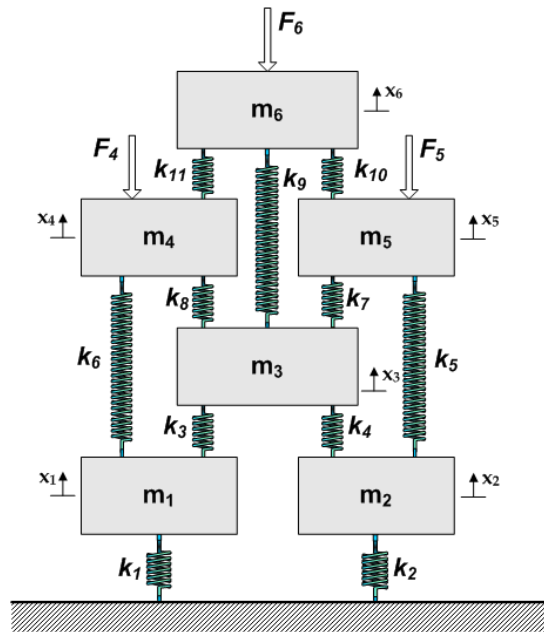 F₆
x₆
m₆
F₄ k₁₁ k₉ k₁₀ F₅
x₄ m₄ m₅ x₅
k₈ k₇
k₆ m₃ k₅
x₃
k₃ k₄
x₁ m₁ m₂ x₂
k₁ k₂